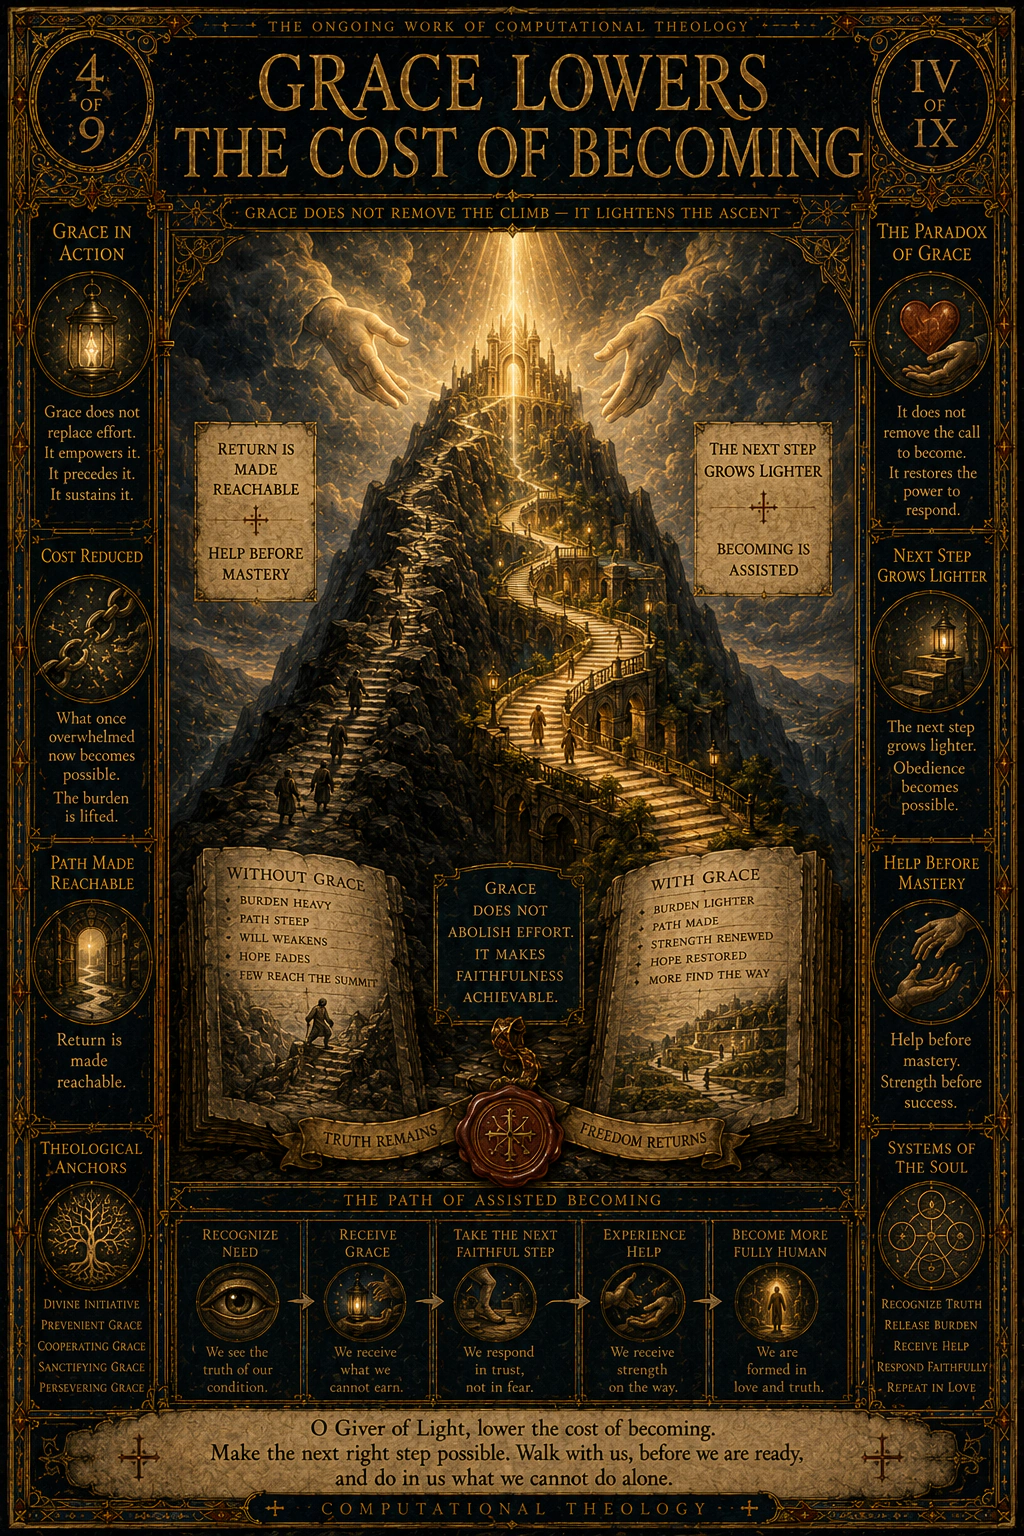 THE ONGOING WORK OF COMPUTATIONAL THEOLOGY
4
OF
9
GRACE LOWERS
THE COST OF BECOMING
IV
OF
IX
GRACE DOES NOT REMOVE THE CLIMB — IT LIGHTENS THE ASCENT
GRACE IN
ACTION
Grace does not
replace effort.
It empowers it.
It precedes it.
It sustains it.
COST REDUCED
What once
overwhelmed
now becomes
possible.
The burden
is lifted.
PATH MADE
REACHABLE
Return is
made
reachable.
THEOLOGICAL
ANCHORS
DIVINE INITIATIVE
PREVENIENT GRACE
COOPERATING GRACE
SANCTIFYING GRACE
PERSEVERING GRACE
RETURN IS
MADE
REACHABLE
HELP BEFORE
MASTERY
THE NEXT STEP
GROWS LIGHTER
BECOMING IS
ASSISTED
WITHOUT GRACE
• BURDEN HEAVY
• PATH STEEP
• WILL WEAKENS
• HOPE FADES
• FEW REACH THE SUMMIT
GRACE
DOES NOT
ABOLISH EFFORT.
IT MAKES
FAITHFULNESS
ACHIEVABLE.
WITH GRACE
BURDEN LIGHTER
PATH MADE
STRENGTH RENEWED
HOPE RESTORED
MORE FIND THE WAY
TRUTH REMAINS
FREEDOM RETURNS
THE PARADOX
OF GRACE
It does not
remove the call
to become.
It restores the
power to
respond.
NEXT STEP
GROWS LIGHTER
The next step
grows lighter.
Obedience
becomes
possible.
HELP BEFORE
MASTERY
Help before
mastery.
Strength before
success.
SYSTEMS OF
THE SOUL
RECOGNIZE TRUTH
RELEASE BURDEN
RECEIVE HELP
RESPOND FAITHFULLY
REPEAT IN LOVE
THE PATH OF ASSISTED BECOMING
RECOGNIZE
NEED
We see the
truth of our
condition.
RECEIVE
GRACE
We receive
what we
cannot earn.
TAKE THE NEXT
FAITHFUL STEP
We respond
in trust,
not in fear.
EXPERIENCE
HELP
We receive
strength
on the way.
BECOME MORE
FULLY HUMAN
We are
formed in
love and truth.
O Giver of Light, lower the cost of becoming.
Make the next right step possible. Walk with us, before we are ready,
and do in us what we cannot do alone.
COMPUTATIONAL THEOLOGY